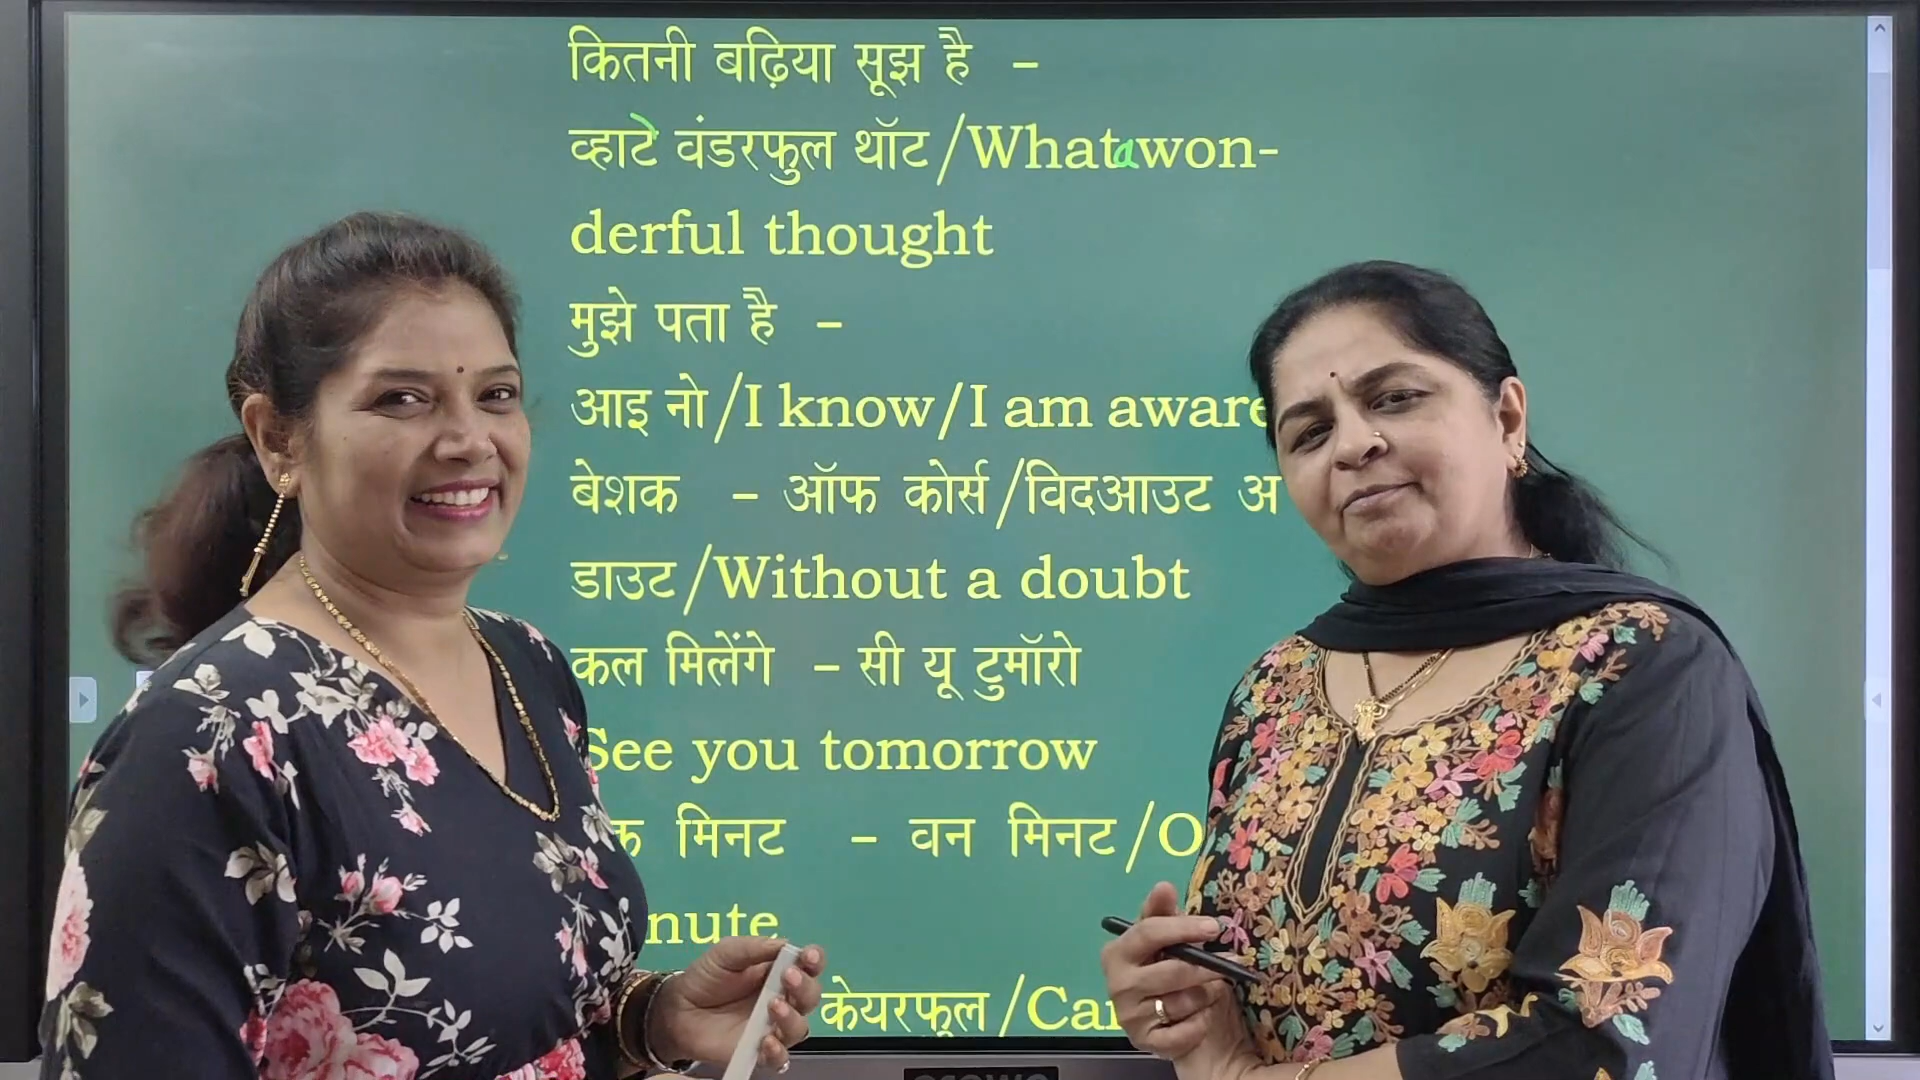 कितनी बढ़िया सूझ है –
व्हाटे वंडरफुल थॉट/What a won-
derful thought
मुझे पता है –
आइ नो/I know/I am aware
बेशक – ऑफ कोर्स/विदआउट अ
डाउट/Without a doubt
कल मिलेंगे – सी यू टुमॉरो
See you tomorrow
मिनट – वन मिनट/O
nute
केयरफुल/Car